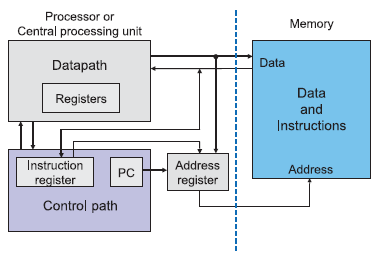 Processor or
Central processing unit
Memory
Datapath
Registers
Data
Data
and
Instructions
Instruction
register
PC
Address
register
Address
Control path